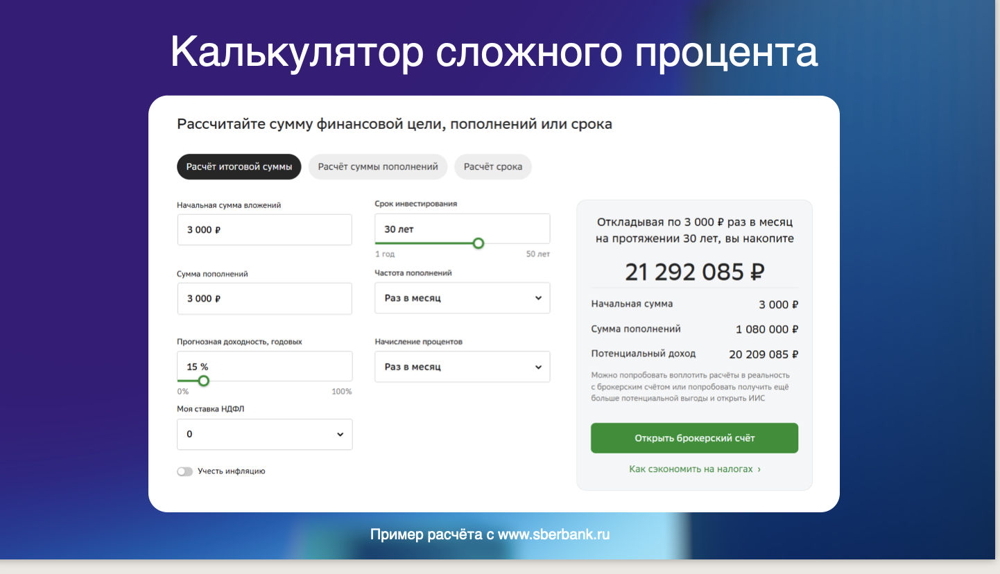 Калькулятор сложного процента
Рассчитайте сумму финансовой цели, пополнений или срока
Расчёт итоговой суммы
Расчёт суммы пополнений
Расчёт срока
Начальная сумма вложений
3 000 ₽
Срок инвестирования
30 лет
1 год
50 лет
Сумма пополнений
3 000 ₽
Частота пополнений
Раз в месяц
Прогнозная доходность, годовых
15 %
0%
100%
Начисление процентов
Раз в месяц
Моя ставка НДФЛ
0
Учесть инфляцию
Откладывая по 3 000 ₽ раз в месяц
на протяжении 30 лет, вы накопите
21 292 085 ₽
Начальная сумма 3 000 ₽
Сумма пополнений 1 080 000 ₽
Потенциальный доход 20 209 085 ₽
Можно попробовать воплотить расчёты в реальность
с брокерским счётом или попробовать получить ещё
больше потенциальной выгоды и открыть ИИС
Открыть брокерский счёт
Как сэкономить на налогах ›
Пример расчёта с www.sberbank.ru